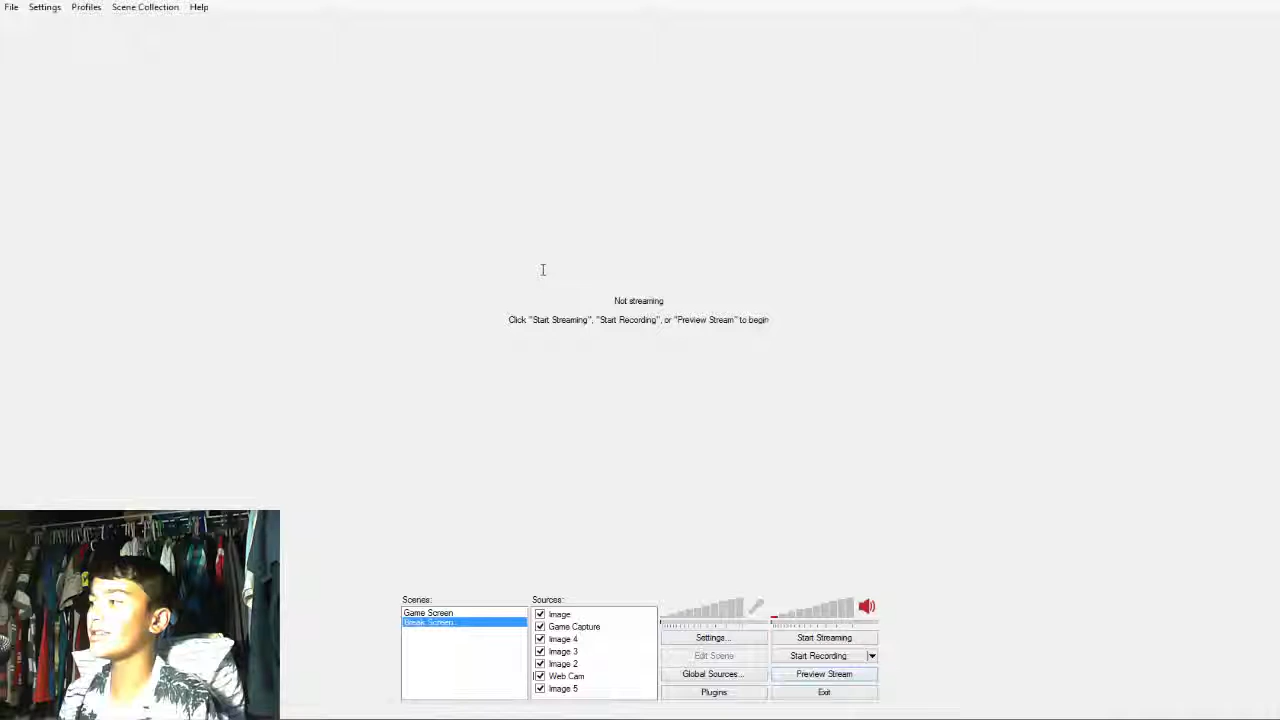 File Settings Profiles Scene Collection Help
Not streaming
Click "Start Streaming", "Start Recording", or "Preview Stream" to begin
Scenes:
Game Screen
Break Screen
Sources:
Image
Game Capture
Image 4
Image 3
Image 2
Web Cam
Image 5
Settings...
Edit Scene
Global Sources...
Plugins
Start Streaming
Start Recording
Preview Stream
Exit